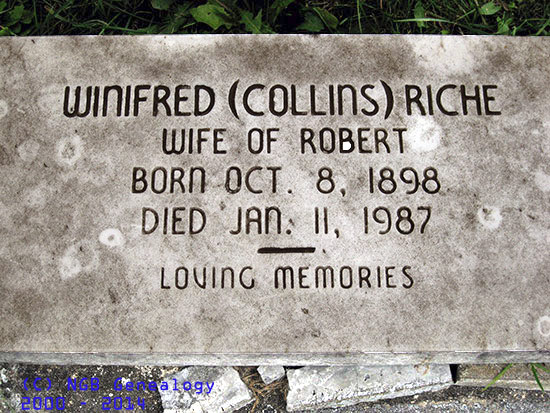 WINIFRED (COLLINS) RICHE
WIFE OF ROBERT
BORN OCT. 8, 1898
DIED JAN. 11, 1987
LOVING MEMORIES
(C) NGB Genealogy
2000 - 2014